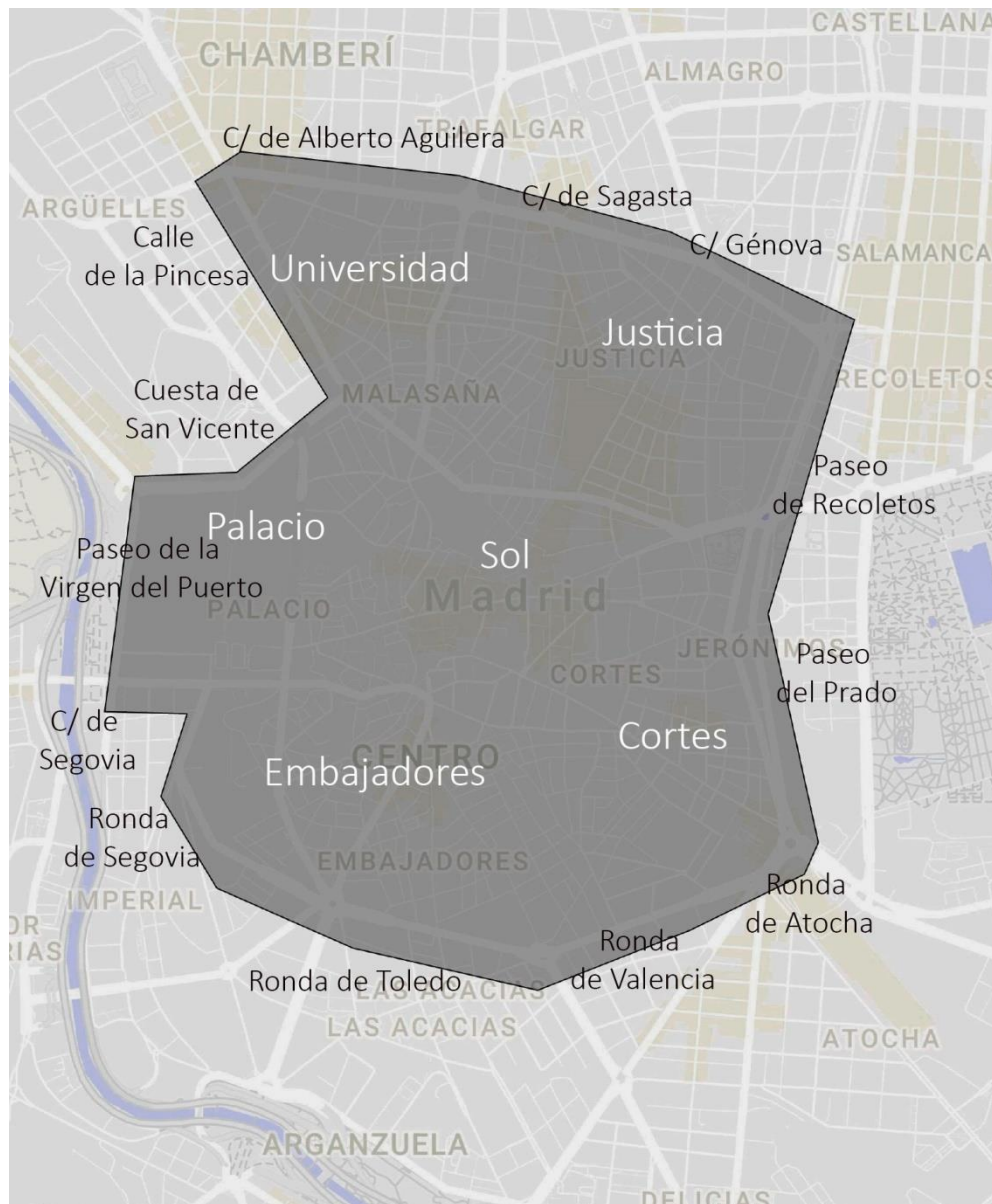 CASTELLANA
CHAMBERÍ
ALMAGRO
TRAFALGAR
C/ de Alberto Aguilera
C/ de Sagasta
ARGÜELLES
Calle
de la Pincesa
C/ Génova
SALAMANCA
Universidad
Justicia
JUSTICIA
RECOLETOS
MALASAÑA
Cuesta de
San Vicente
Paseo
de Recoletos
Palacio
Sol
Paseo de la
Virgen del Puerto
PALACIO
Madrid
JERÓNIMOS
Paseo
del Prado
CORTES
C/ de
Segovia
Cortes
CENTRO
Embajadores
Ronda
de Segovia
EMBAJADORES
IMPERIAL
Ronda
de Atocha
OR
RIAS
Ronda
de Valencia
Ronda de Toledo
LAS ACACIAS
LAS ACACIAS
ATOCHA
ARGANZUELA
DELICIAS